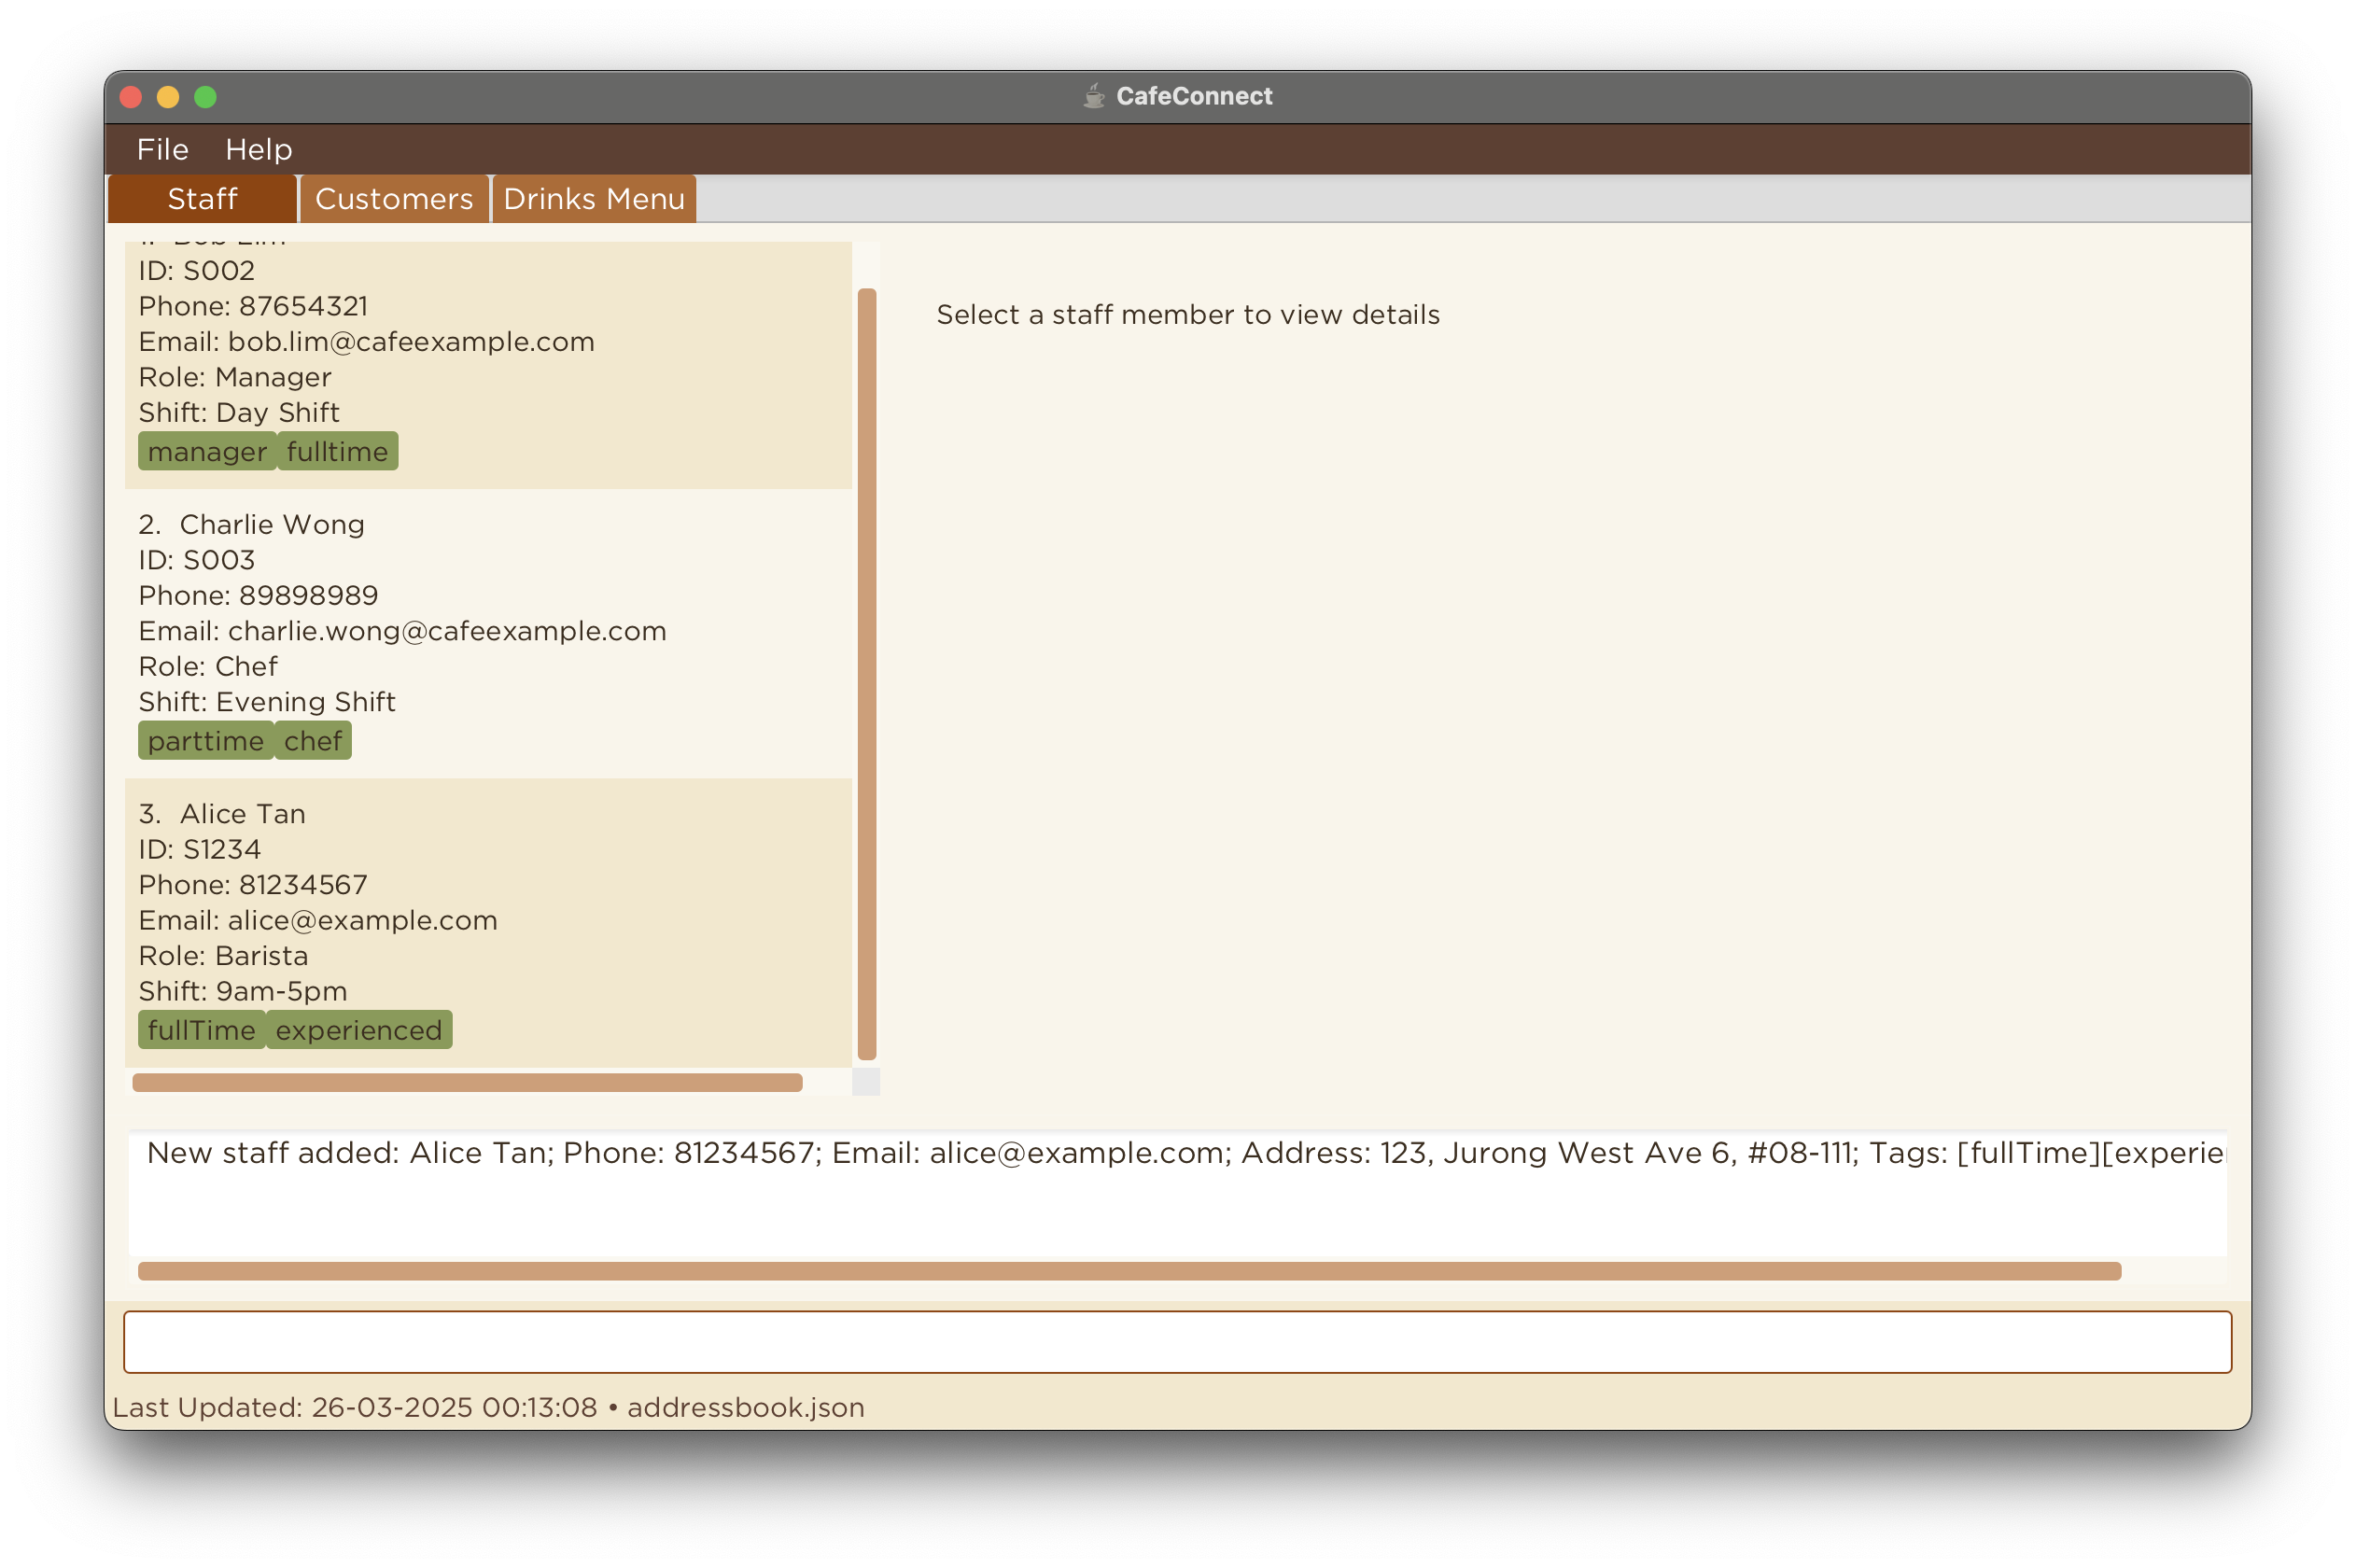 CafeConnect
File Help
Staff Customers Drinks Menu
1. Bob Lim
ID: S002
Phone: 87654321
Email: bob.lim@cafeexample.com
Role: Manager
Shift: Day Shift
manager fulltime
2. Charlie Wong
ID: S003
Phone: 89898989
Email: charlie.wong@cafeexample.com
Role: Chef
Shift: Evening Shift
parttime chef
3. Alice Tan
ID: S1234
Phone: 81234567
Email: alice@example.com
Role: Barista
Shift: 9am-5pm
fullTime experienced
Select a staff member to view details
New staff added: Alice Tan; Phone: 81234567; Email: alice@example.com; Address: 123, Jurong West Ave 6, #08-111; Tags: [fullTime][experie
Last Updated: 26-03-2025 00:13:08 • addressbook.json